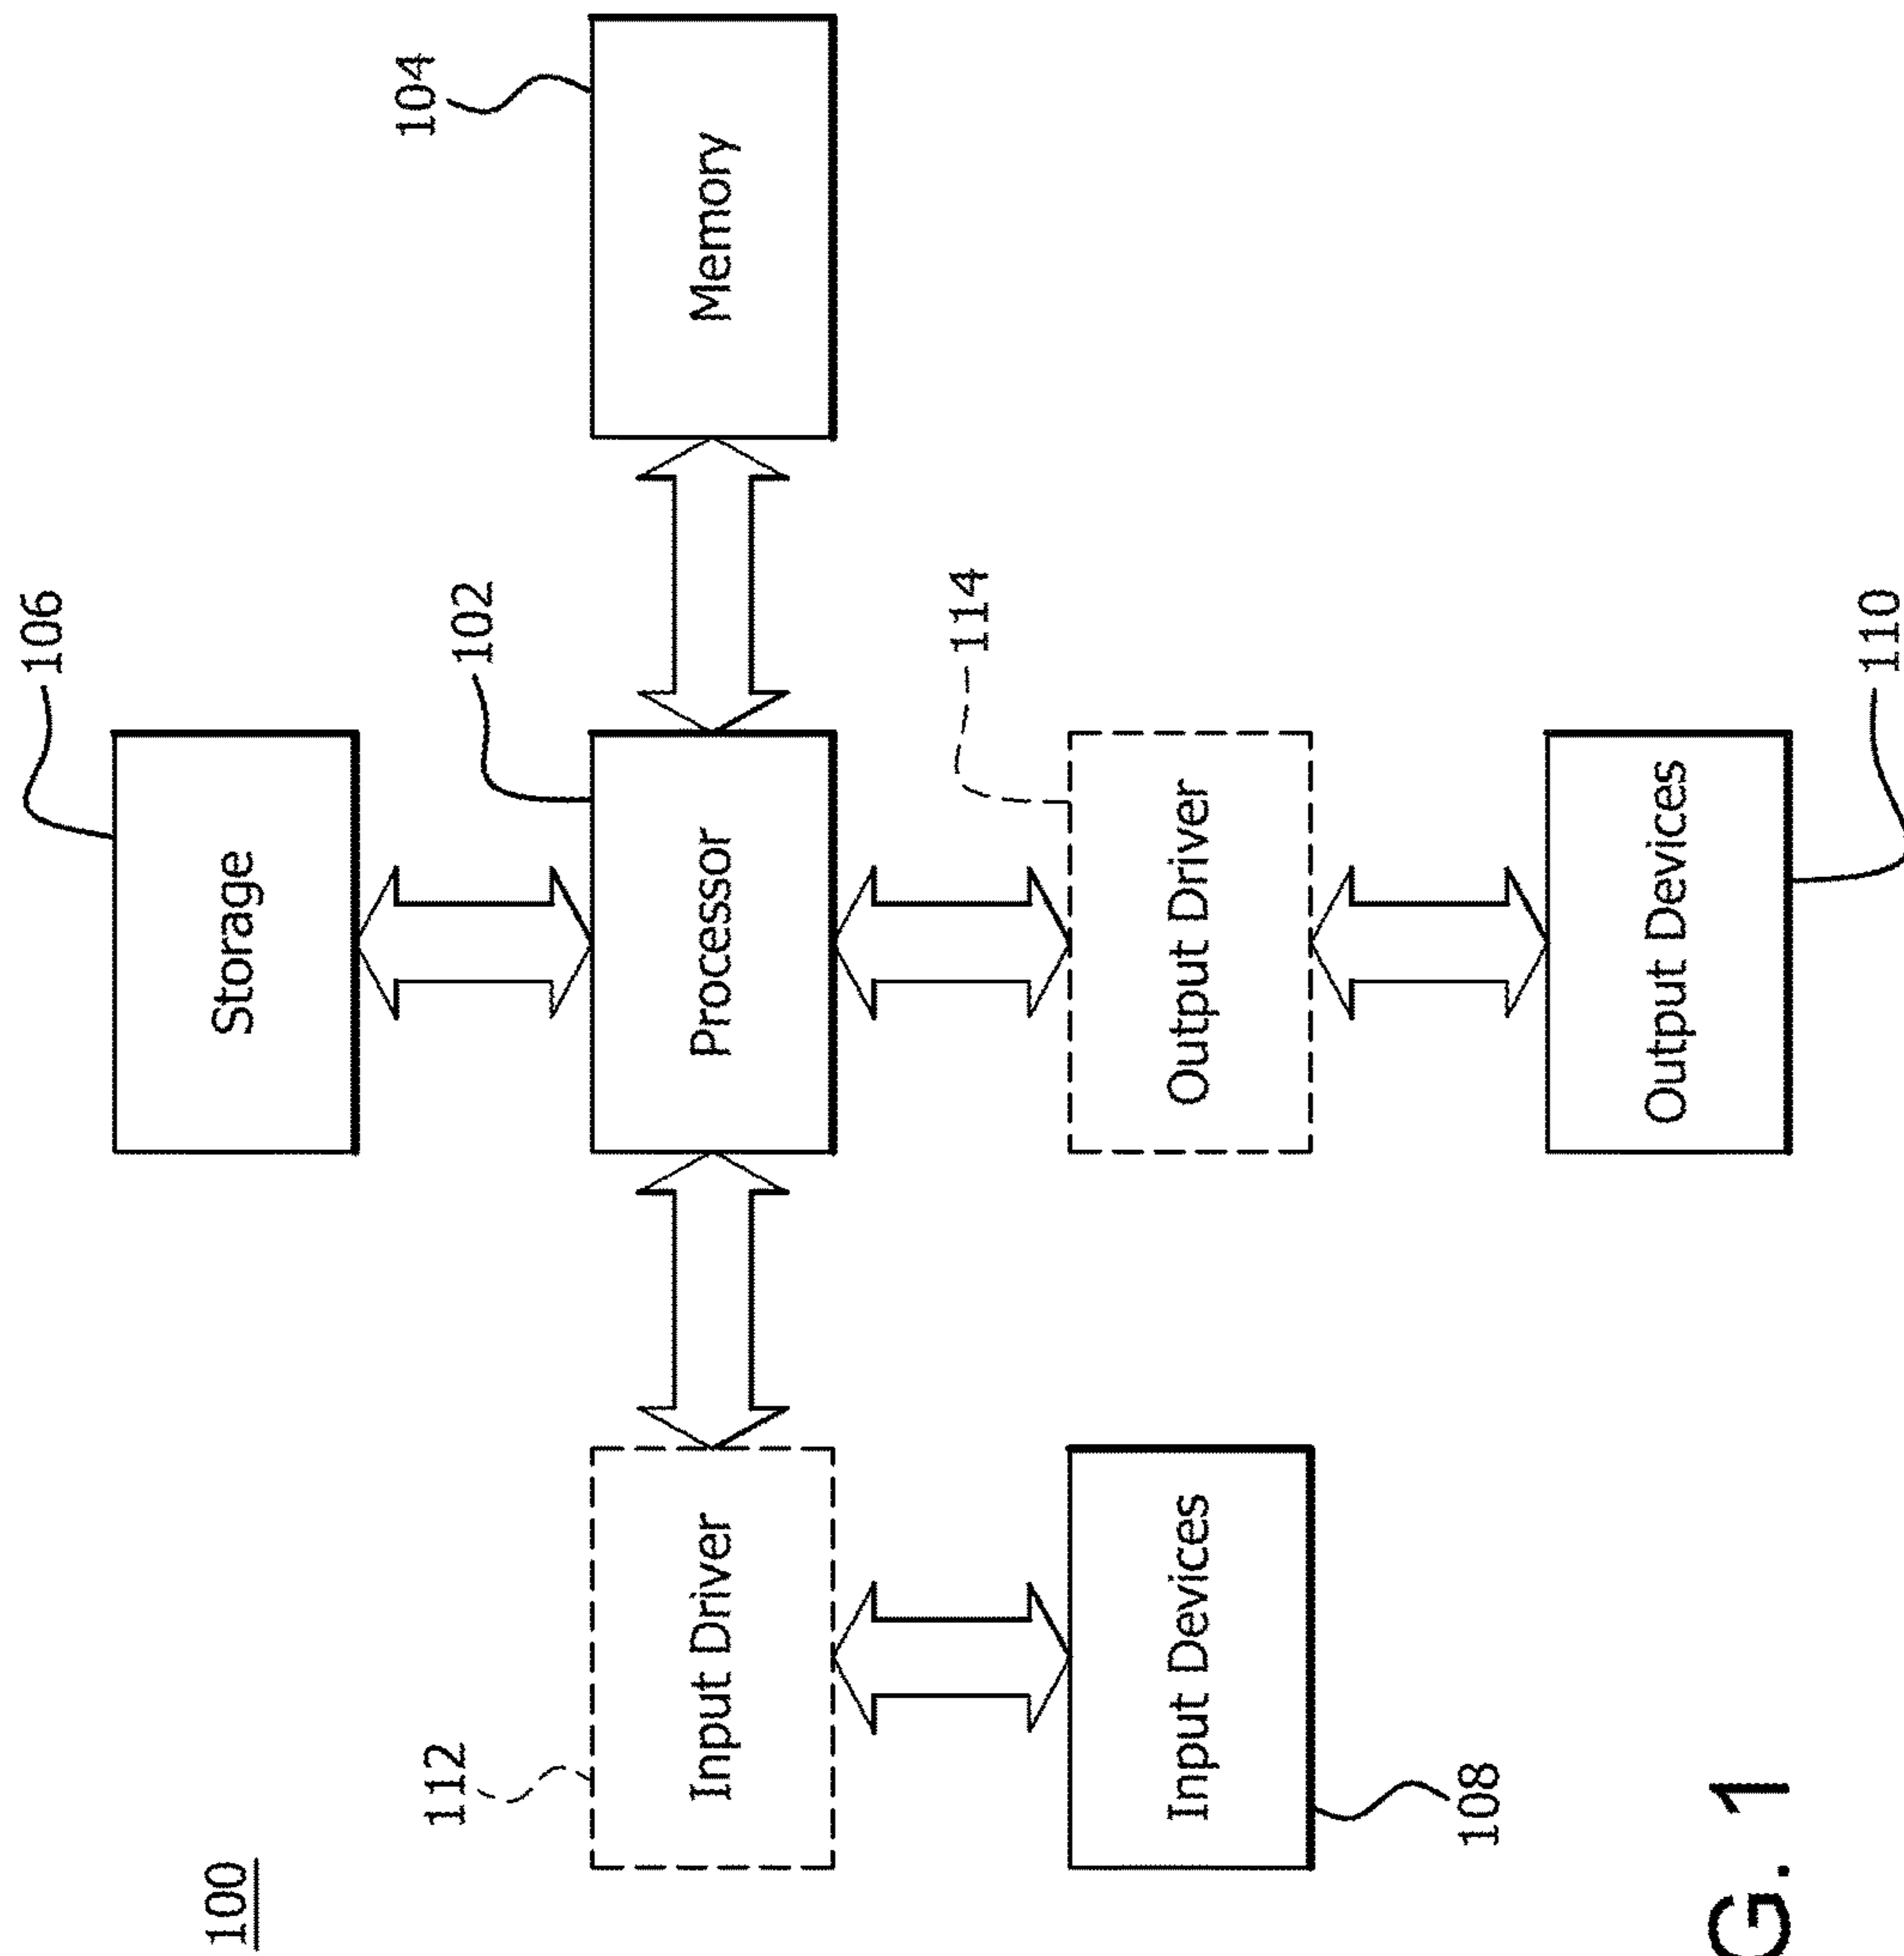 100
106
Storage
102
104
112
Input Driver
Processor
Memory
114
Input Devices
Output Driver
108
Output Devices
110
G. 1